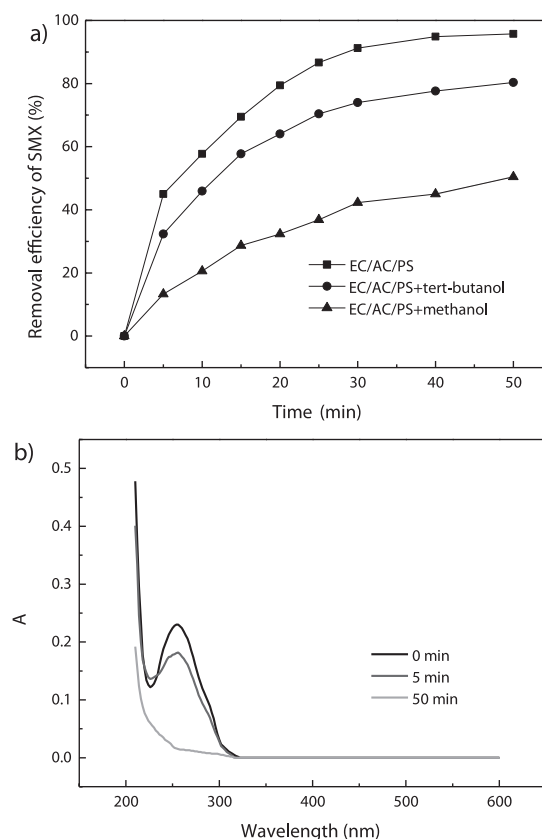 a)
100
80
60
40
20
0
Removal efficiency of SMX (%)
EC/AC/PS
EC/AC/PS+tert-butanol
EC/AC/PS+methanol
0 10 20 30 40 50
Time (min)
b)
0.5
0.4
0.3
0.2
0.1
0.0
A
0 min
5 min
50 min
200 300 400 500 600
Wavelength (nm)